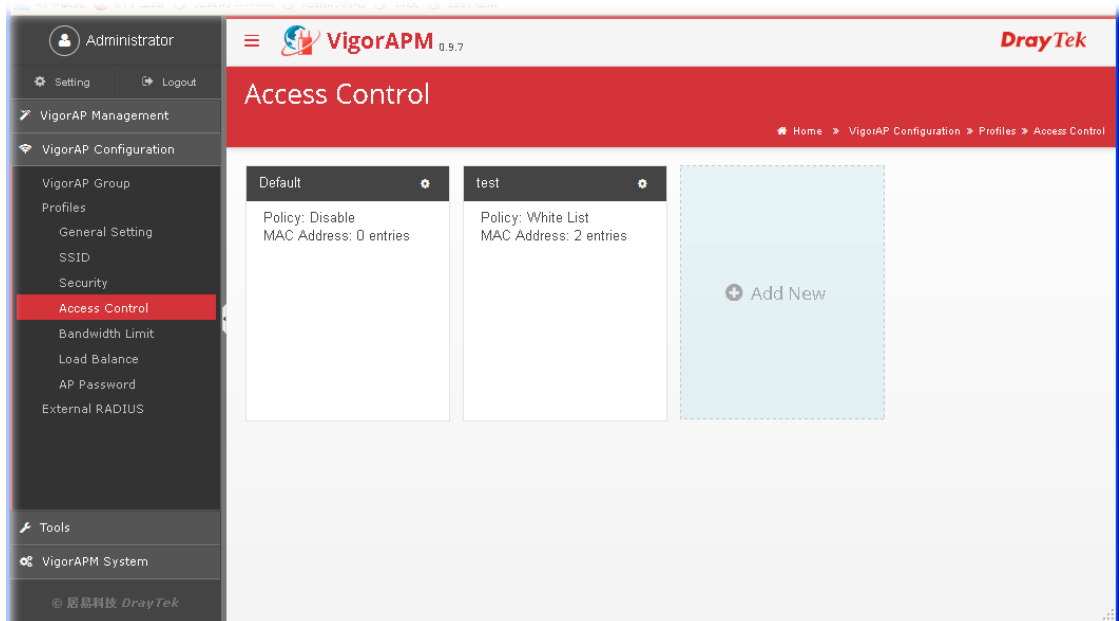 Administrator
Setting
Logout
VigorAP Management
VigorAP Configuration
VigorAP Group
Profiles
General Setting
SSID
Security
Access Control
Bandwidth Limit
Load Balance
AP Password
External RADIUS
Tools
VigorAPM System
© 居易科技 DrayTek
VigorAPM 0.9.7
DrayTek
Access Control
Home » VigorAP Configuration » Profiles » Access Control
Default
Policy: Disable
MAC Address: 0 entries
test
Policy: White List
MAC Address: 2 entries
Add New